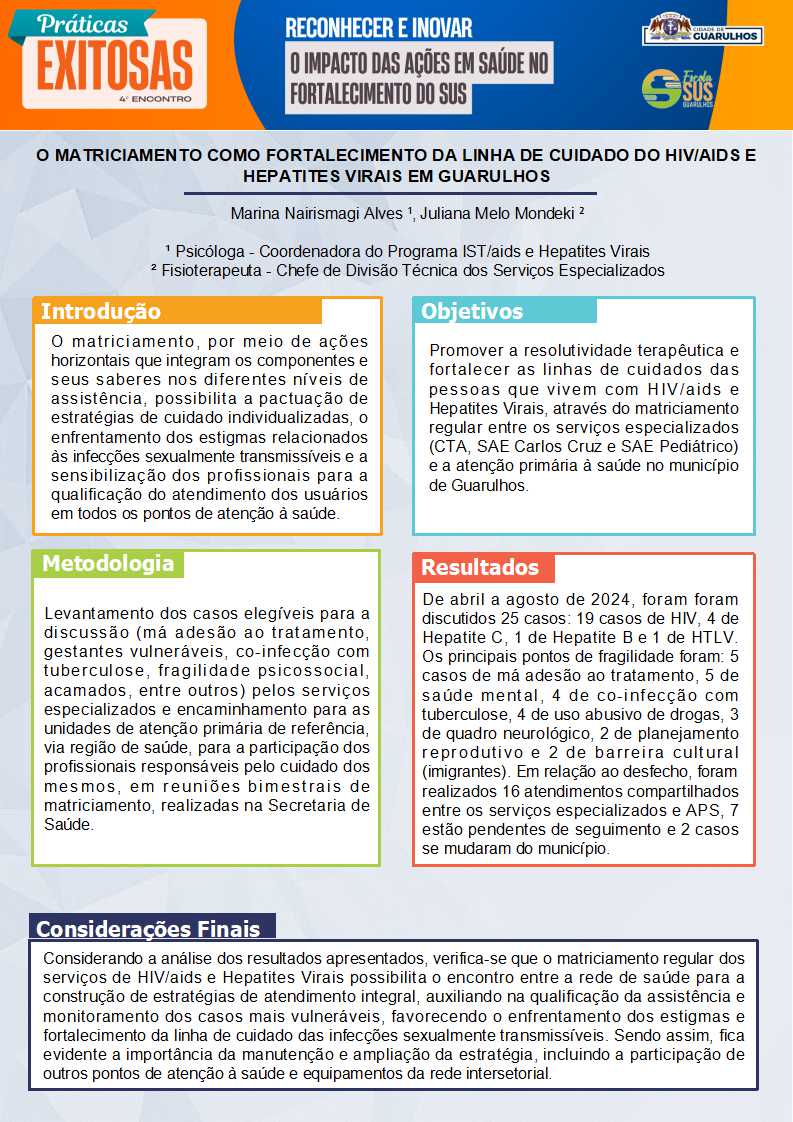 Práticas
EXITOSAS
4º ENCONTRO
RECONHECER E INOVAR
O IMPACTO DAS AÇÕES EM SAÚDE NO
FORTALECIMENTO DO SUS
CIDADE DE
GUARULHOS
Escola
SUS
GUARULHOS
O MATRICIAMENTO COMO FORTALECIMENTO DA LINHA DE CUIDADO DO HIV/AIDS E
HEPATITES VIRAIS EM GUARULHOS
Marina Nairismagi Alves ¹, Juliana Melo Mondeki ²
¹ Psicóloga - Coordenadora do Programa IST/aids e Hepatites Virais
² Fisioterapeuta - Chefe de Divisão Técnica dos Serviços Especializados
Introdução
O matriciamento, por meio de ações
horizontais que integram os componentes e
seus saberes nos diferentes níveis de
assistência, possibilita a pactuação de
estratégias de cuidado individualizadas, o
enfrentamento dos estigmas relacionados
às infecções sexualmente transmissíveis e a
sensibilização dos profissionais para a
qualificação do atendimento dos usuários
em todos os pontos de atenção à saúde.
Objetivos
Promover a resolutividade terapêutica e
fortalecer as linhas de cuidados das
pessoas que vivem com HIV/aids e
Hepatites Virais, através do matriciamento
regular entre os serviços especializados
(CTA, SAE Carlos Cruz e SAE Pediátrico)
e a atenção primária à saúde no município
de Guarulhos.
Metodologia
Levantamento dos casos elegíveis para a
discussão (má adesão ao tratamento,
gestantes vulneráveis, co-infecção com
tuberculose, fragilidade psicossocial,
acamados, entre outros) pelos serviços
especializados e encaminhamento para as
unidades de atenção primária de referência,
via região de saúde, para a participação dos
profissionais responsáveis pelo cuidado dos
mesmos, em reuniões bimestrais de
matriciamento, realizadas na Secretaria de
Saúde.
Resultados
De abril a agosto de 2024, foram foram
discutidos 25 casos: 19 casos de HIV, 4 de
Hepatite C, 1 de Hepatite B e 1 de HTLV.
Os principais pontos de fragilidade foram: 5
casos de má adesão ao tratamento, 5 de
saúde mental, 4 de co-infecção com
tuberculose, 4 de uso abusivo de drogas, 3
de quadro neurológico, 2 de planejamento
reprodutivo e 2 de barreira cultural
(imigrantes). Em relação ao desfecho, foram
realizados 16 atendimentos compartilhados
entre os serviços especializados e APS, 7
estão pendentes de seguimento e 2 casos
se mudaram do município.
Considerações Finais
Considerando a análise dos resultados apresentados, verifica-se que o matriciamento regular dos
serviços de HIV/aids e Hepatites Virais possibilita o encontro entre a rede de saúde para a
construção de estratégias de atendimento integral, auxiliando na qualificação da assistência e
monitoramento dos casos mais vulneráveis, favorecendo o enfrentamento dos estigmas e
fortalecimento da linha de cuidado das infecções sexualmente transmissíveis. Sendo assim, fica
evidente a importância da manutenção e ampliação da estratégia, incluindo a participação de
outros pontos de atenção à saúde e equipamentos da rede intersetorial.